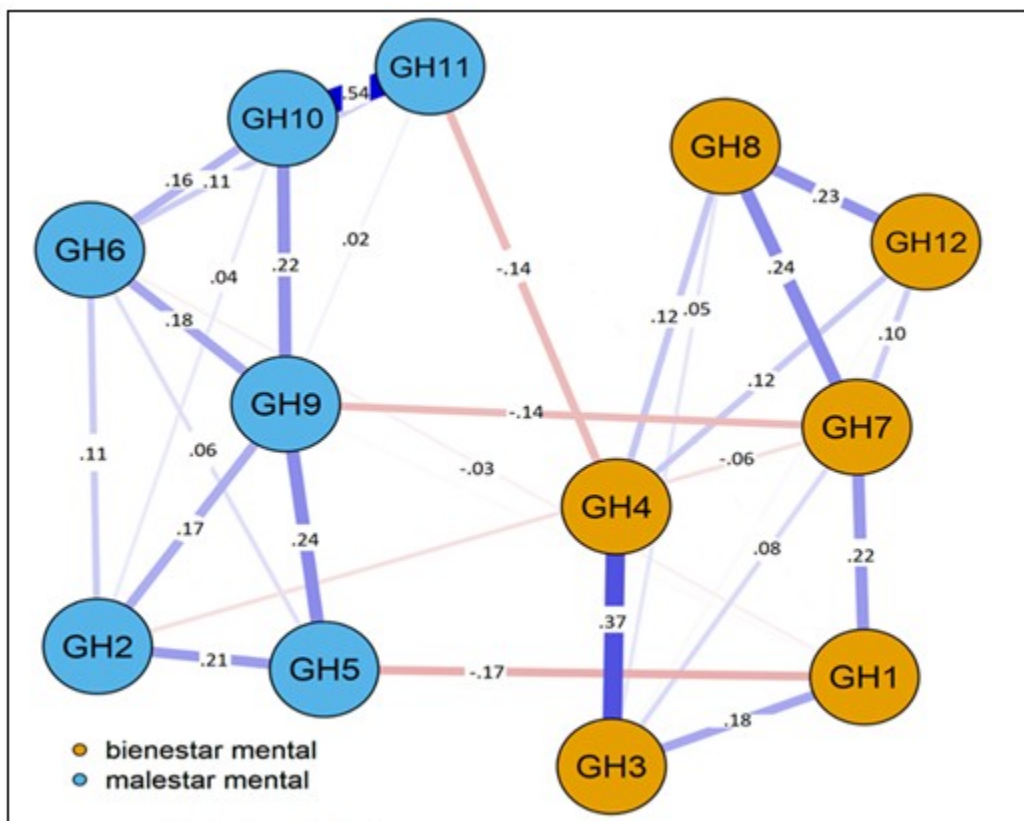 GH11
.54
GH10
GH8
.16 .11
.23
GH6
GH12
.02
.22
-.14
.24
.04
.18
.12 .05
.10
.12
GH9
-.14
GH7
.11
.06
-.03
-.06
GH4
.17
.24
.08
.22
.37
GH2
.21
GH5
-.17
GH1
.18
bienestar mental
GH3
malestar mental